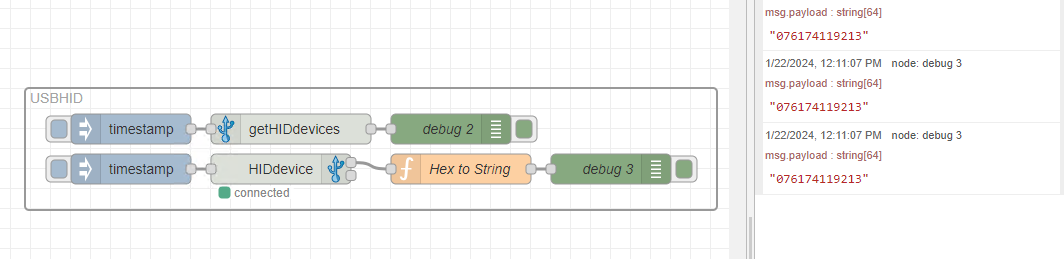 USBHID
timestamp
getHIDdevices
debug 2
timestamp
HIDdevice
Hex to String
debug 3
connected
msg.payload : string[64]
"076174119213"
1/22/2024, 12:11:07 PM node: debug 3
msg.payload : string[64]
"076174119213"
1/22/2024, 12:11:07 PM node: debug 3
msg.payload : string[64]
"076174119213"